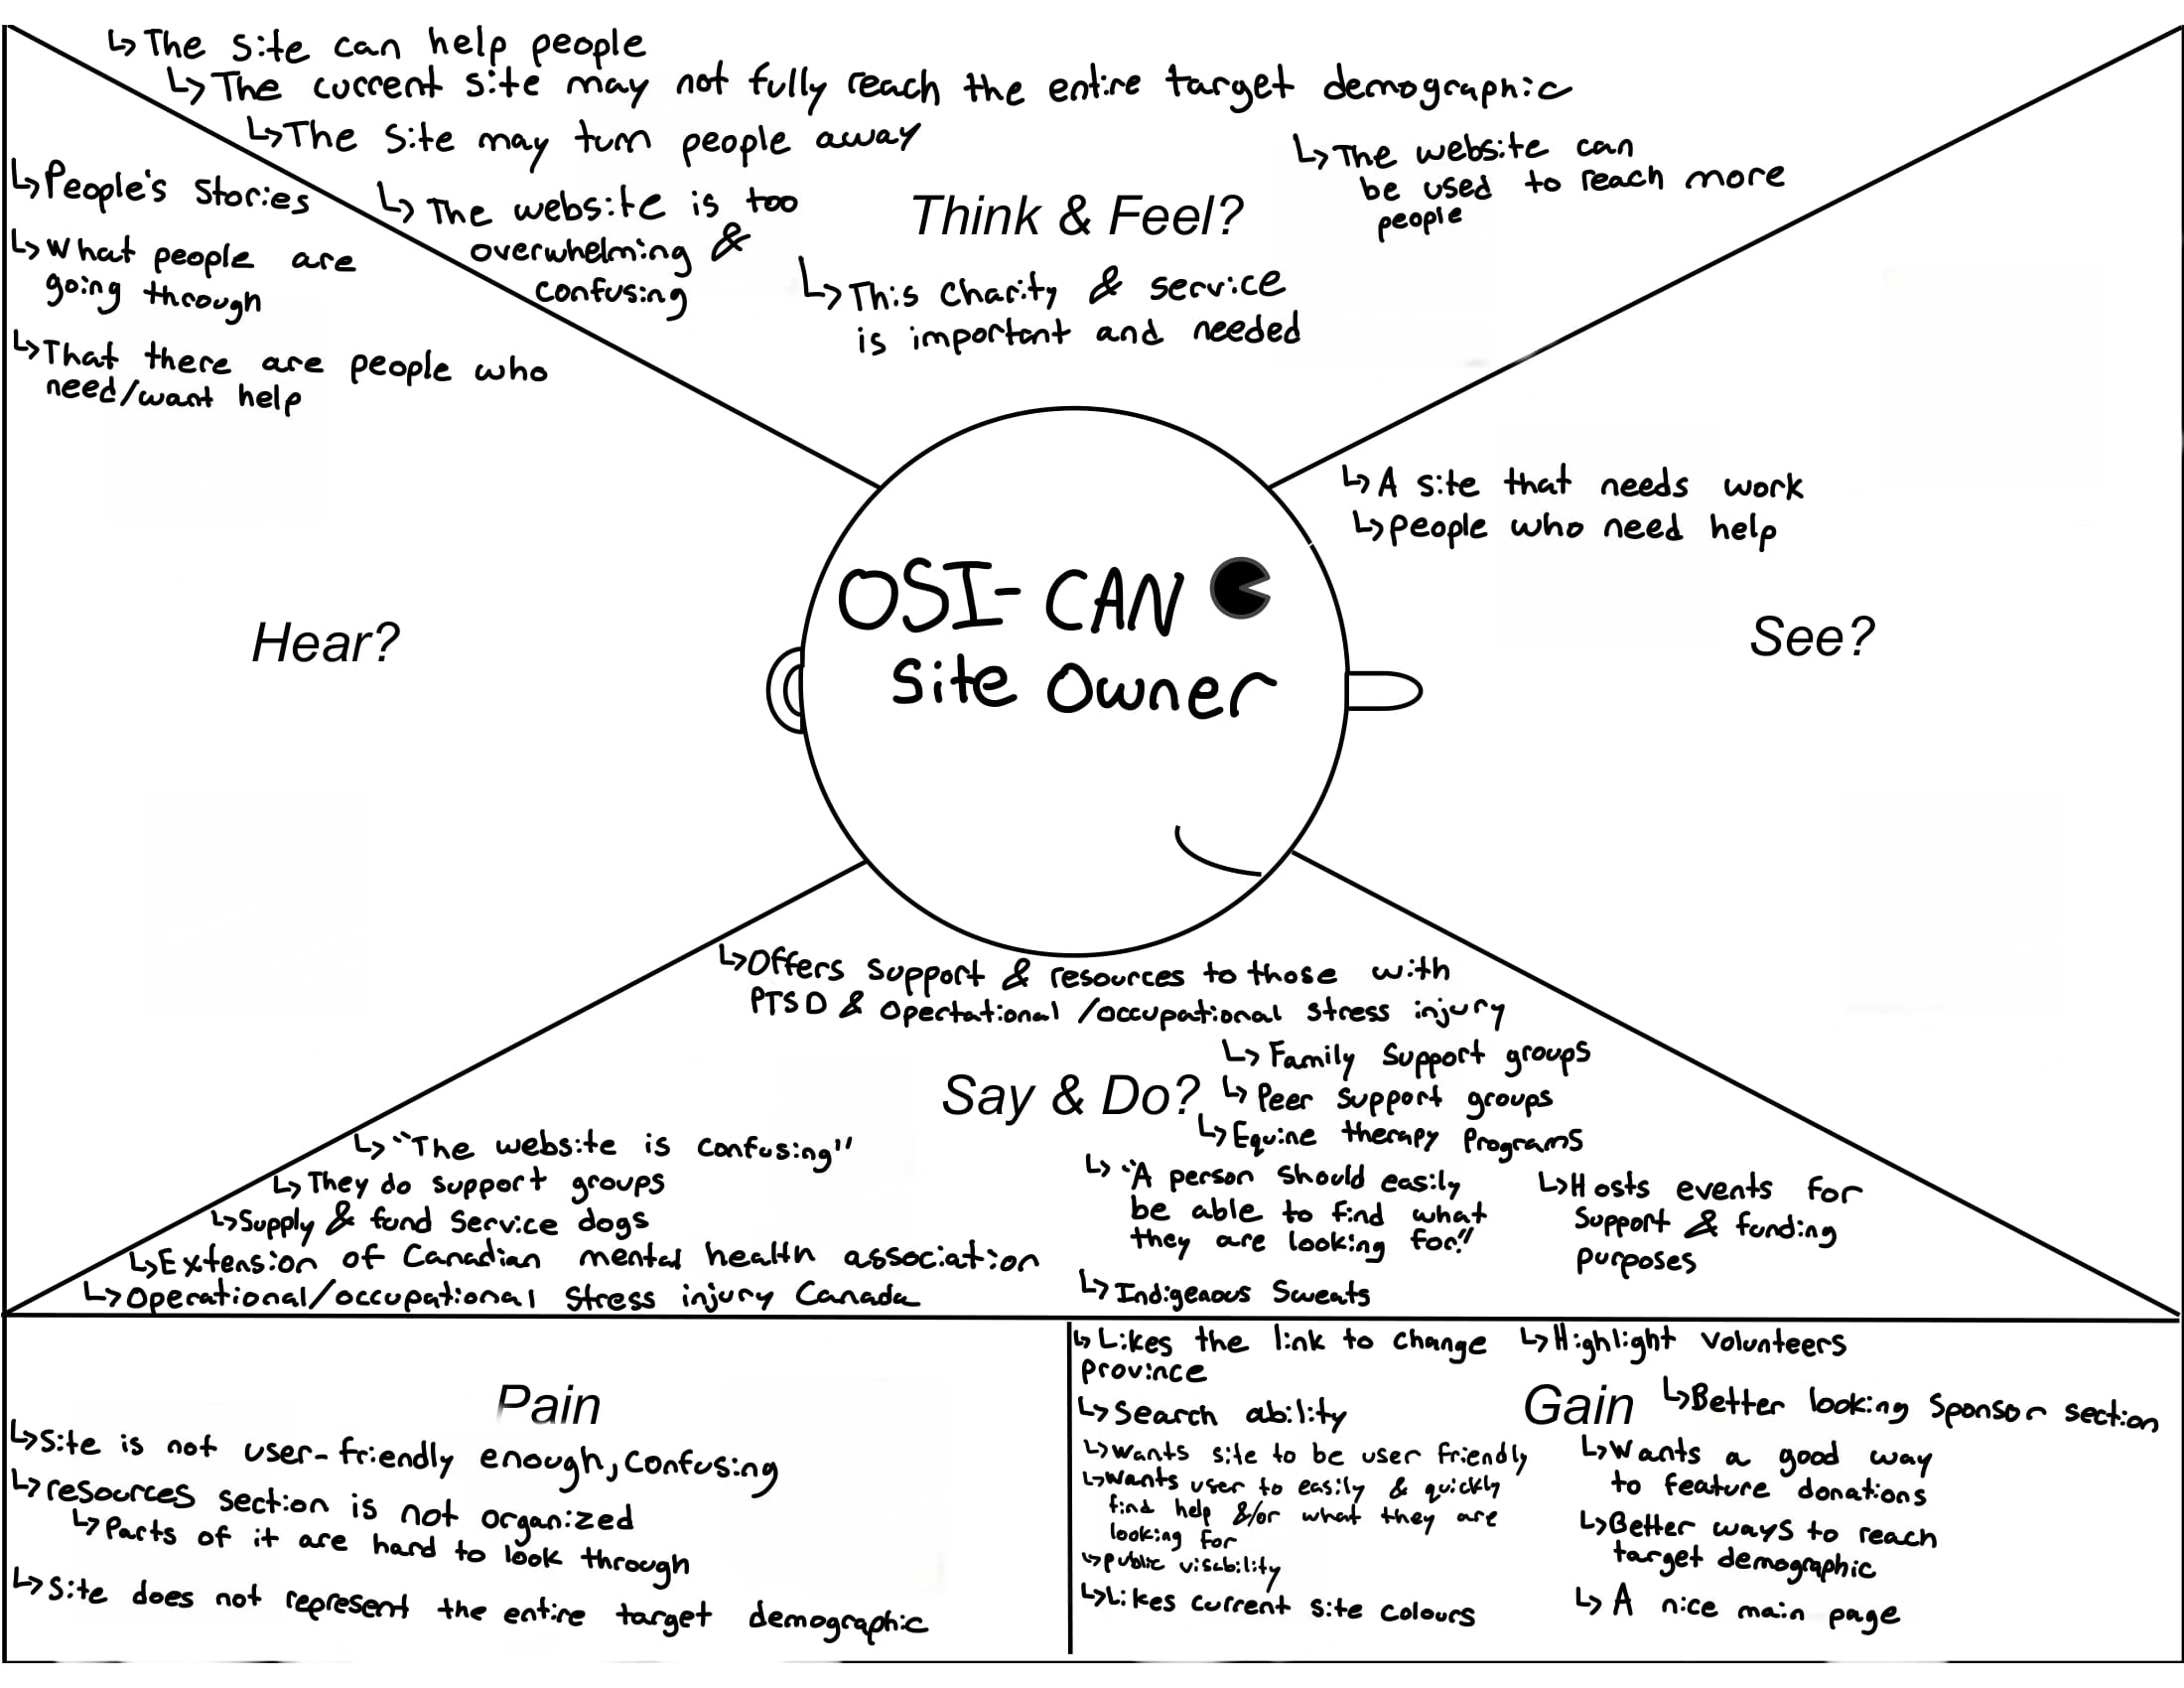 ↳ The site can help people
↳ The current site may not fully reach the entire target demographic
↳ The site may turn people away
↳ The website is too
overwhelming &
confusing
Think & Feel?
↳ The website can
be used to reach more
people
↳ This charity & service
is important and needed
↳ People's stories
↳ What people are
going through
↳ That there are people who
need/want help
Hear?
OSI-CAN
Site Owner
↳ A site that needs work
↳ people who need help
See?
↳ Offers support & resources to those with
PTSD & Opertational/occupational stress injury
Say & Do?
↳ Family support groups
↳ Peer support groups
↳ Equine therapy Programs
↳ "The website is confusing"
↳ They do support groups
↳ Supply & fund service dogs
↳ Extension of Canadian mental health association
↳ Operational/occupational stress injury Canada
↳ "A person should easily
be able to find what
they are looking for."
↳ Indigenous Sweats
↳ Hosts events for
support & funding
purposes
Pain
↳ Site is not user-friendly enough, confusing
↳ resources section is not organized
↳ Parts of it are hard to look through
↳ Site does not represent the entire target demographic
↳ Likes the link to change
province
↳ Search ability
↳ Wants site to be user friendly
↳ Wants user to easily & quickly
find help &/or what they are
looking for
↳ public visibility
↳ Likes current site colours
↳ Highlight volunteers
Gain
↳ Better looking Sponsor section
↳ Wants a good way
to feature donations
↳ Better ways to reach
target demographic
↳ A nice main page